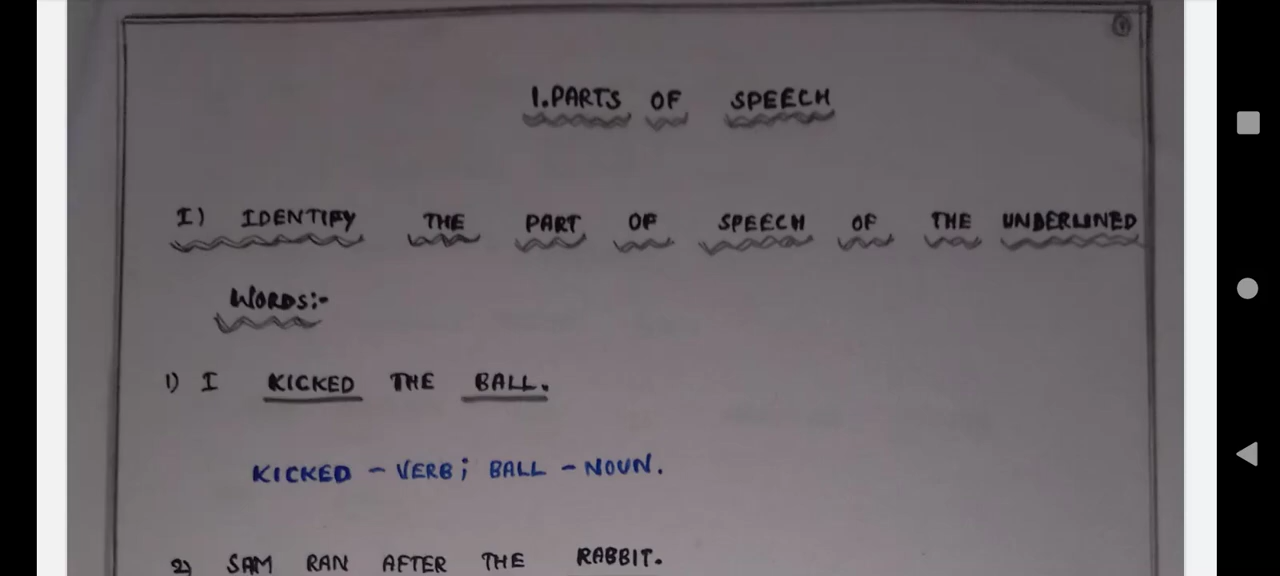 1.PARTS OF SPEECH
I) IDENTIFY THE PART OF SPEECH OF THE UNDERLINED
WORDS:-
1) I KICKED THE BALL.
KICKED - VERB; BALL - NOUN.
2) SAM RAN AFTER THE RABBIT.